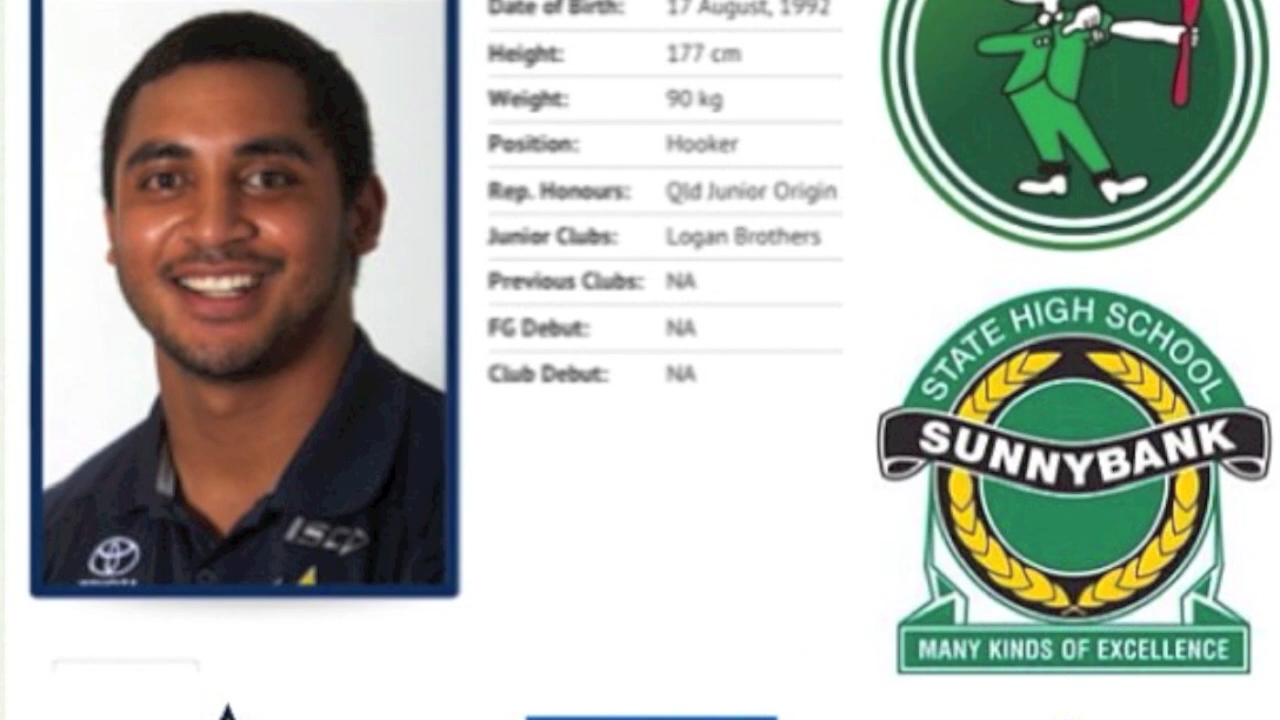 Date of Birth: 17 August, 1992
Height: 177 cm
Weight: 90 kg
Position: Hooker
Rep. Honours: Qld Junior Origin
Junior Clubs: Logan Brothers
Previous Clubs: NA
FG Debut: NA
Club Debut: NA
STATE HIGH SCHOOL
SUNNYBANK
MANY KINDS OF EXCELLENCE
ISC